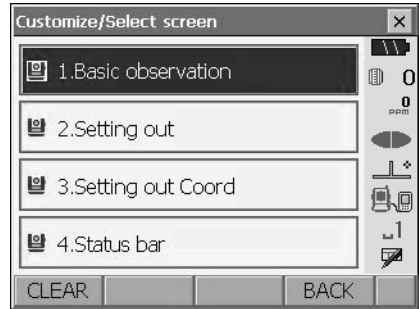 Customize/Select screen
1.Basic observation
2.Setting out
3.Setting out Coord
4.Status bar
0
0
PPM
1
CLEAR
BACK